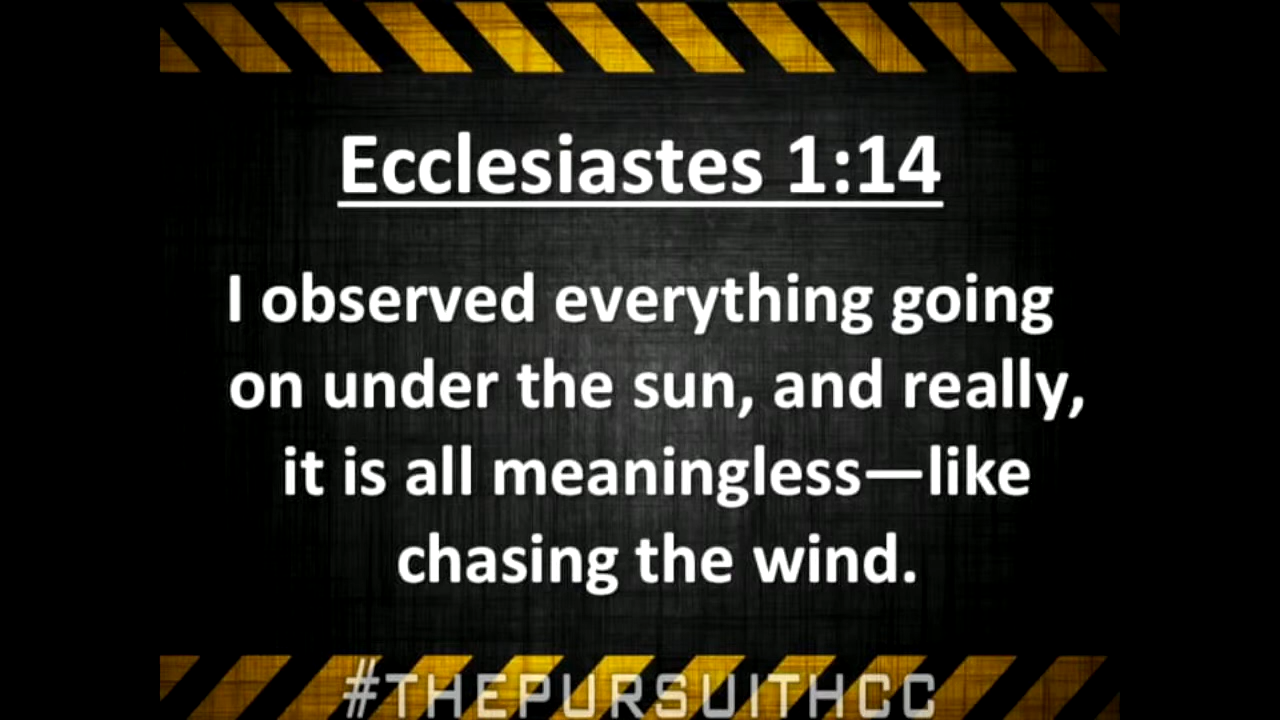 Ecclesiastes 1:14
I observed everything going
on under the sun, and really,
it is all meaningless—like
chasing the wind.
#THEPURSUITHCC